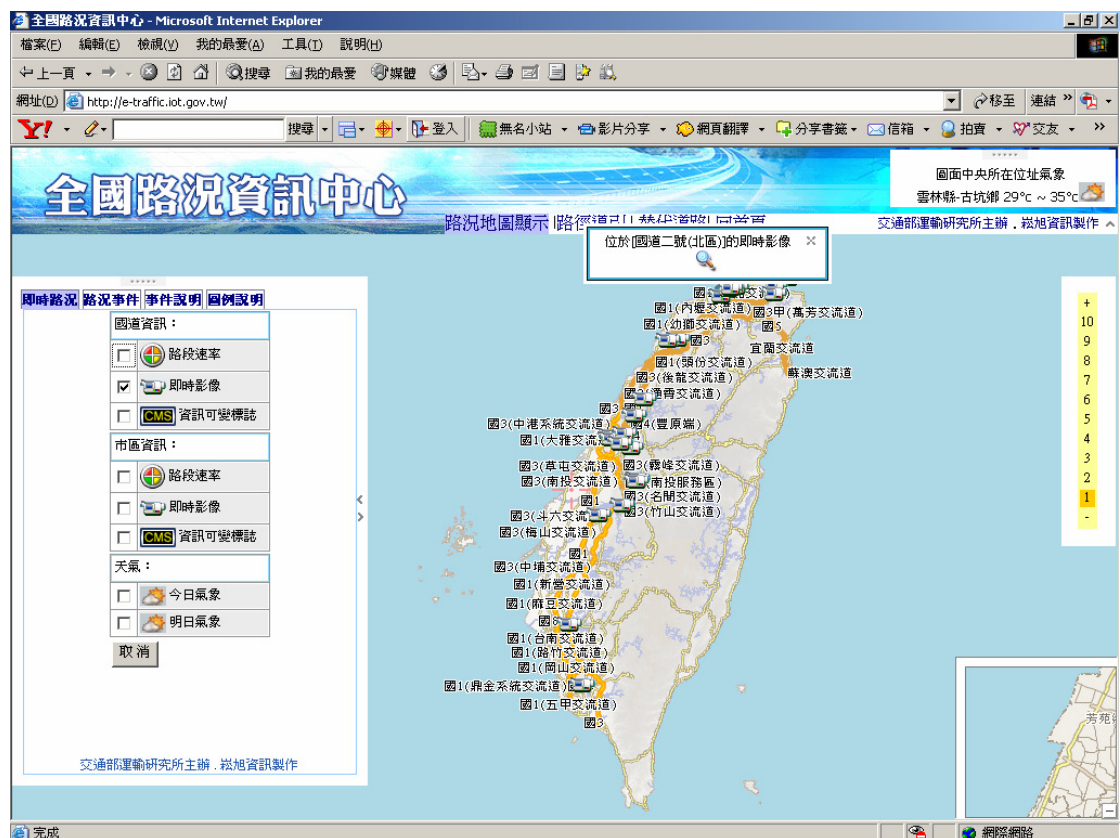 全國路況資訊中心 - Microsoft Internet Explorer
檔案(F) 編輯(E) 檢視(V) 我的最愛(A) 工具(T) 說明(H)
上一頁 搜尋 我的最愛 媒體
網址(D) http://e-traffic.iot.gov.tw/ 移至 連結 »
Y! 搜尋 登入 無名小站 影片分享 網頁翻譯 分享書籤 信箱 拍賣 交友 »
全國路況資訊中心
圖面中央所在位址氣象
雲林縣-古坑鄉 29°c ~ 35°c
路況地圖顯示
交通部運輸研究所主辦．崧旭資訊製作
位於[國道二號(北區)]的即時影像
即時路況 路況事件 事件說明 圖例說明
國道資訊：
路段速率
即時影像
CMS 資訊可變標誌
市區資訊：
路段速率
即時影像
CMS 資訊可變標誌
天氣：
今日氣象
明日氣象
取消
交通部運輸研究所主辦．崧旭資訊製作
國1(內壢交流道)
國3甲(萬芳交流道)
國1(幼獅交流道)
國5
國3
宜蘭交流道
國1(頭份交流道)
蘇澳交流道
國3(後龍交流道)
國3(中港系統交流道)
國4(豐原端)
國1(大雅交流
國3(草屯交流道)
國3(霧峰交流道)
國3(南投交流道)
(南投服務區)
國1
國3(名間交流道)
國3(斗六交流
國3(竹山交流道)
國3(梅山交流道)
國1
國3(中埔交流道)
國1(新營交流道)
國1(麻豆交流道)
國8
國1(台南交流道)
國1(路竹交流道)
國1(岡山交流道)
國1(鼎金系統交流道)
國1(五甲交流道)
國3
+
10
9
8
7
6
5
4
3
2
1
-
芳苑
完成 網際網路